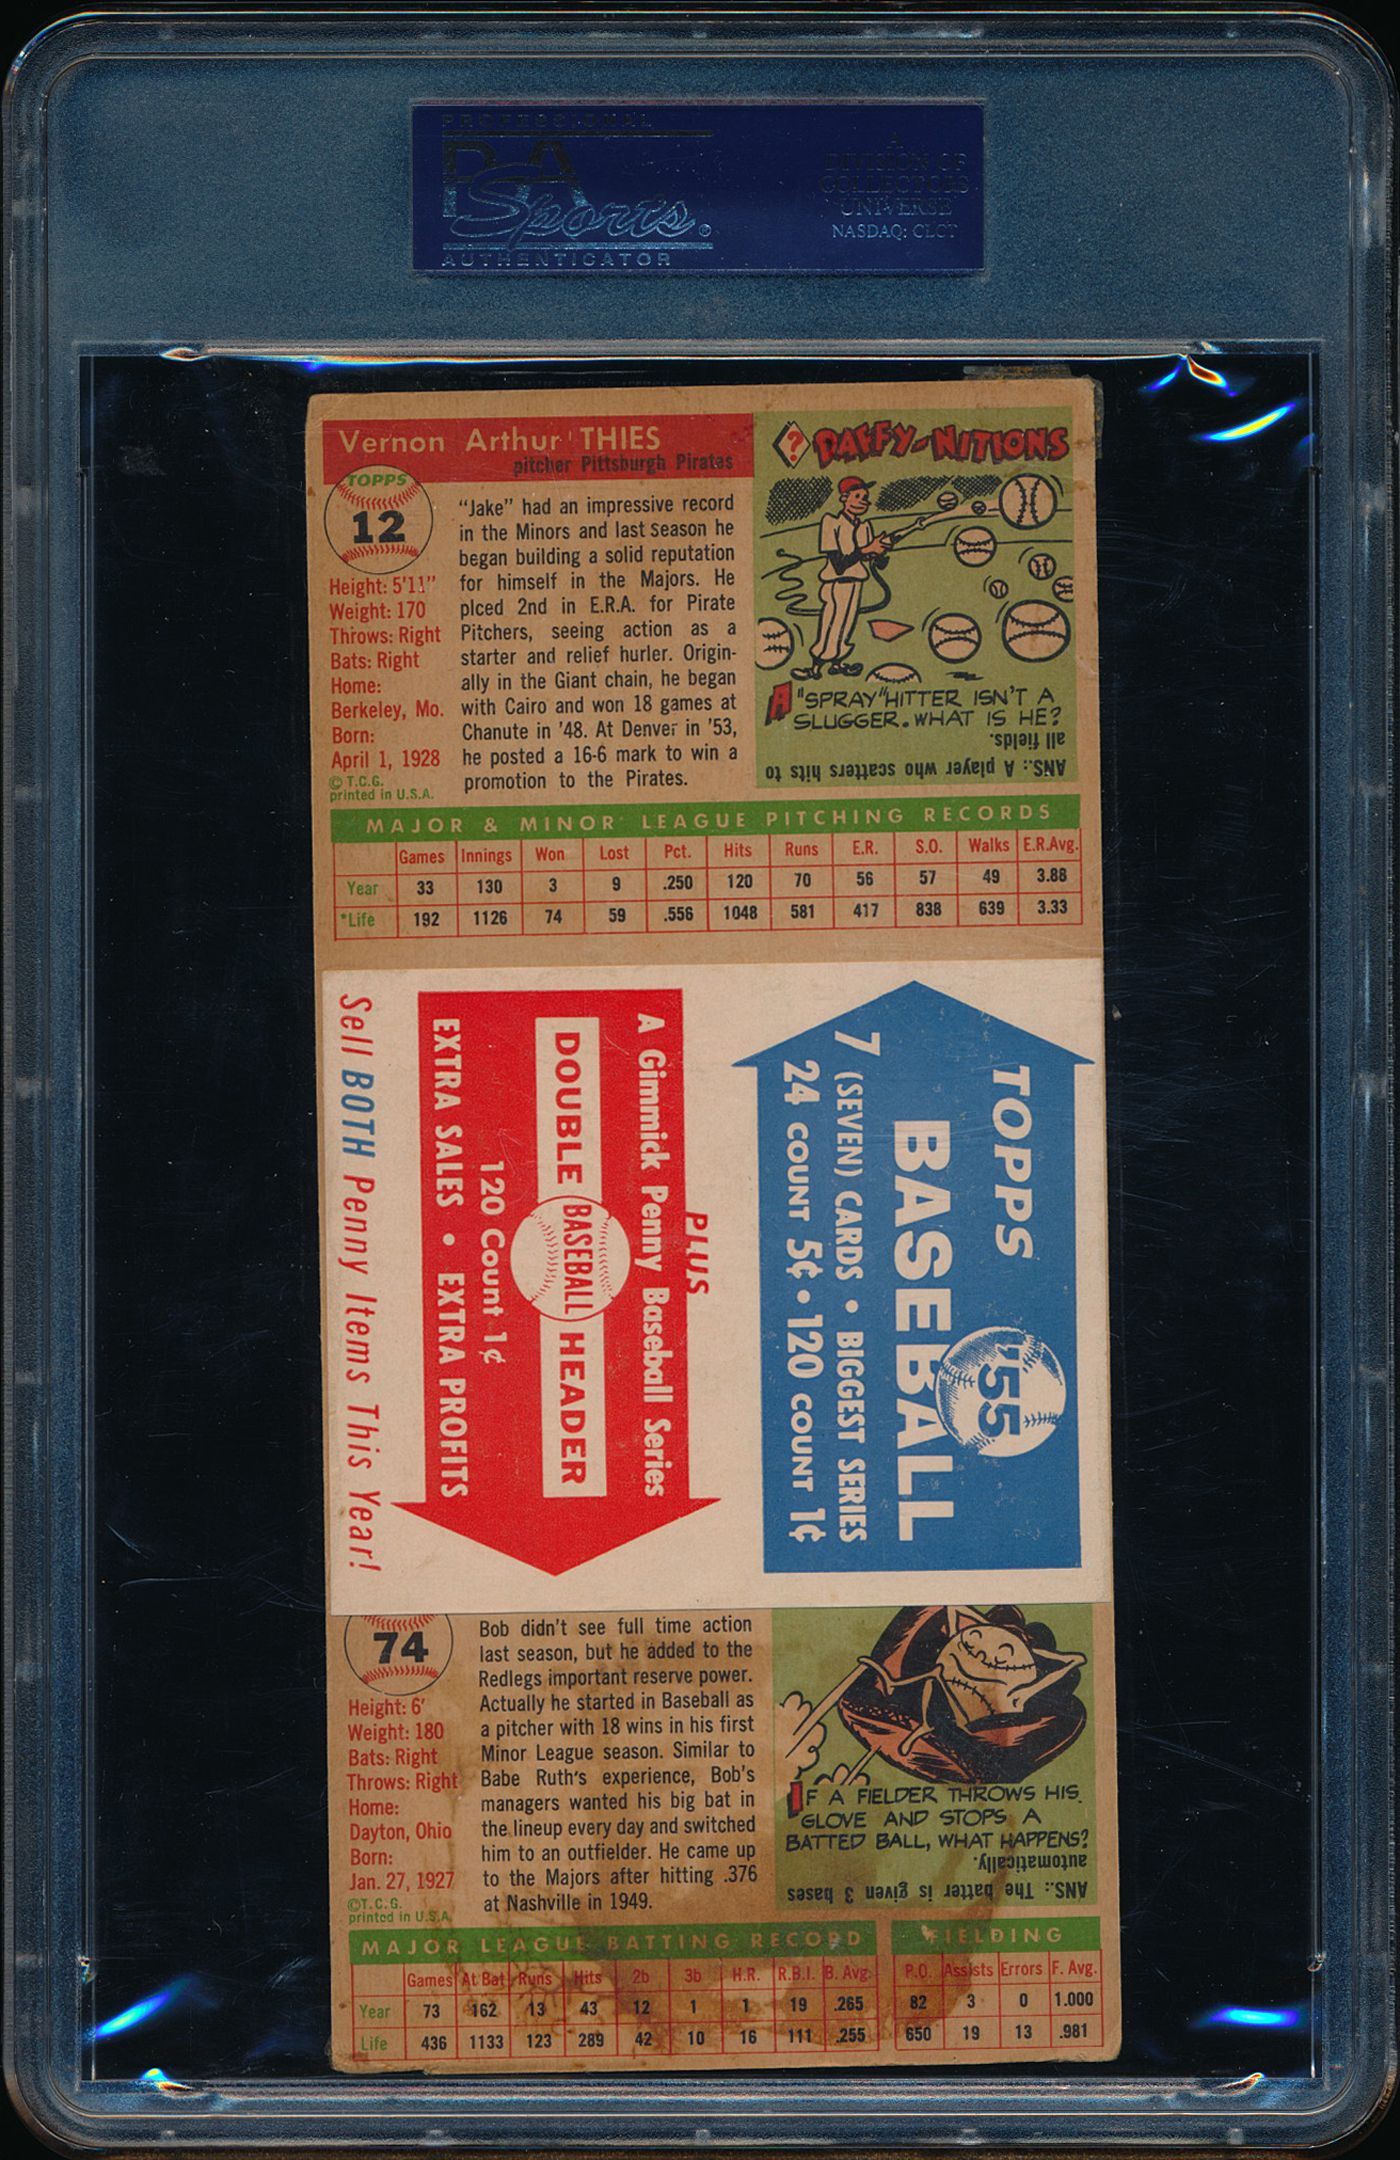 PROFESSIONAL
PSA
Sports®
AUTHENTICATOR
A
DIVISION OF
COLLECTORS
UNIVERSE
NASDAQ: CLCT
Vernon Arthur THIES
pitcher Pittsburgh Pirates
TOPPS
12
Height: 5'11"
Weight: 170
Throws: Right
Bats: Right
Home:
Berkeley, Mo.
Born:
April 1, 1928
© T.C.G.
printed in U.S.A.
"Jake" had an impressive record
in the Minors and last season he
began building a solid reputation
for himself in the Majors. He
plced 2nd in E.R.A. for Pirate
Pitchers, seeing action as a
starter and relief hurler. Origin-
ally in the Giant chain, he began
with Cairo and won 18 games at
Chanute in '48. At Denver in '53,
he posted a 16-6 mark to win a
promotion to the Pirates.
? DAFFY-NITIONS
A "SPRAY" HITTER ISN'T A
SLUGGER. WHAT IS HE?
ANS.: A player who scatters hits to
all fields.
MAJOR & MINOR LEAGUE PITCHING RECORDS
Games Innings Won Lost Pct. Hits Runs E.R. S.O. Walks E.R.Avg.
Year 33 130 3 9 .250 120 70 56 57 49 3.88
*Life 192 1126 74 59 .556 1048 581 417 838 639 3.33
TOPPS
BASEBALL
'55
7 (SEVEN) CARDS • BIGGEST SERIES
24 COUNT 5¢ • 120 COUNT 1¢
PLUS
A Gimmick Penny Baseball Series
DOUBLE BASEBALL HEADER
120 Count 1¢
EXTRA SALES • EXTRA PROFITS
Sell BOTH Penny Items This Year!
74
Height: 6'
Weight: 180
Bats: Right
Throws: Right
Home:
Dayton, Ohio
Born:
Jan. 27, 1927
©T.C.G.
printed in U.S.A.
Bob didn't see full time action
last season, but he added to the
Redlegs important reserve power.
Actually he started in Baseball as
a pitcher with 18 wins in his first
Minor League season. Similar to
Babe Ruth's experience, Bob's
managers wanted his big bat in
the lineup every day and switched
him to an outfielder. He came up
to the Majors after hitting .376
at Nashville in 1949.
IF A FIELDER THROWS HIS
GLOVE AND STOPS A
BATTED BALL, WHAT HAPPENS?
ANS.: The batter is given 3 bases
automatically.
MAJOR LEAGUE BATTING RECORD FIELDING
Games At Bat Runs Hits 2b 3b H.R. R.B.I. B. Avg. P.O. Assists Errors F. Avg.
Year 73 162 13 43 12 1 1 19 .265 82 3 0 1.000
Life 436 1133 123 289 42 10 16 111 .255 650 19 13 .981